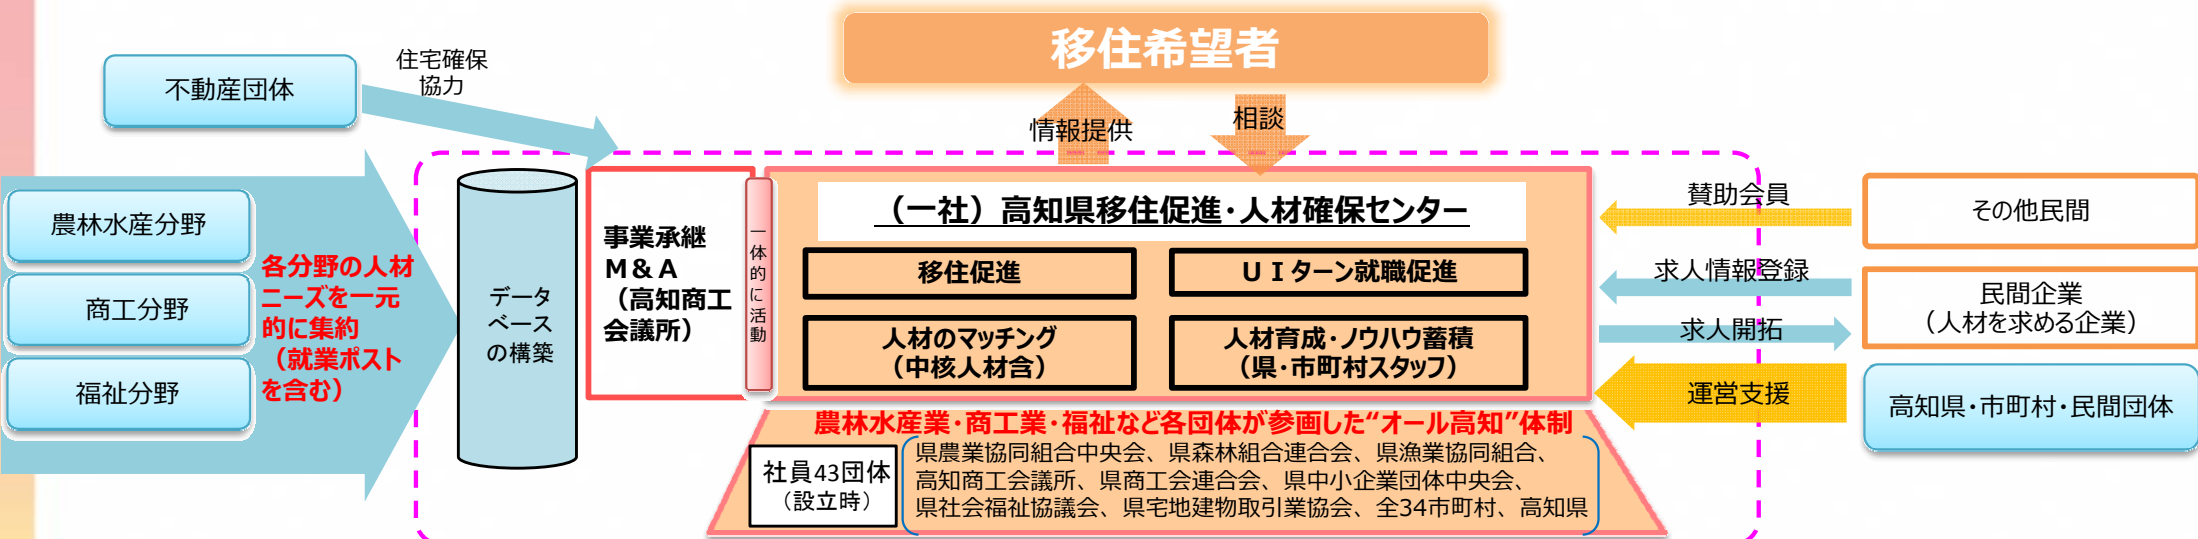 移住希望者
不動産団体
住宅確保
協力
情報提供
相談
農林水産分野
商工分野
福祉分野
各分野の人材
ニーズを一元
的に集約
（就業ポスト
を含む）
データ
ベース
の構築
事業承継
M＆A
（高知商工
会議所）
一体的に活動
（一社）高知県移住促進・人材確保センター
移住促進
ＵＩターン就職促進
人材のマッチング
（中核人材含）
人材育成・ノウハウ蓄積
（県・市町村スタッフ）
賛助会員
求人情報登録
求人開拓
運営支援
その他民間
民間企業
（人材を求める企業）
高知県・市町村・民間団体
農林水産業・商工業・福祉など各団体が参画した“オール高知”体制
社員43団体
（設立時）
県農業協同組合中央会、県森林組合連合会、県漁業協同組合、
高知商工会議所、県商工会連合会、県中小企業団体中央会、
県社会福祉協議会、県宅地建物取引業協会、全34市町村、高知県